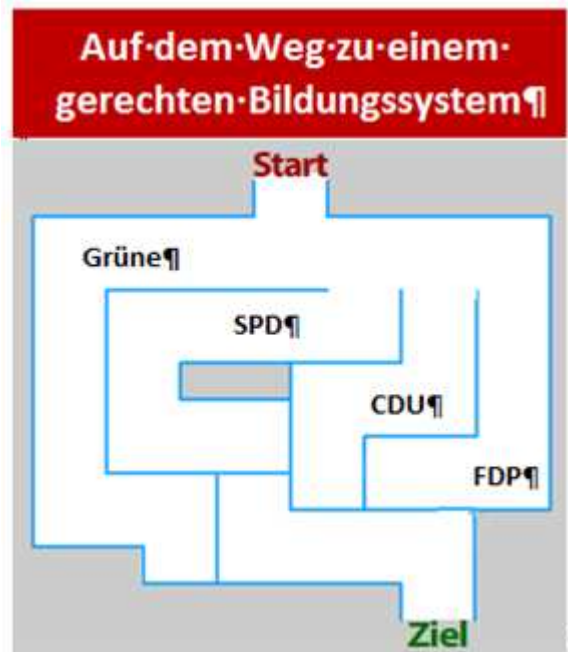 Auf·dem·Weg·zu·einem·
gerechten·Bildungssystem¶
Start
Grüne¶
SPD¶
CDU¶
FDP¶
Ziel